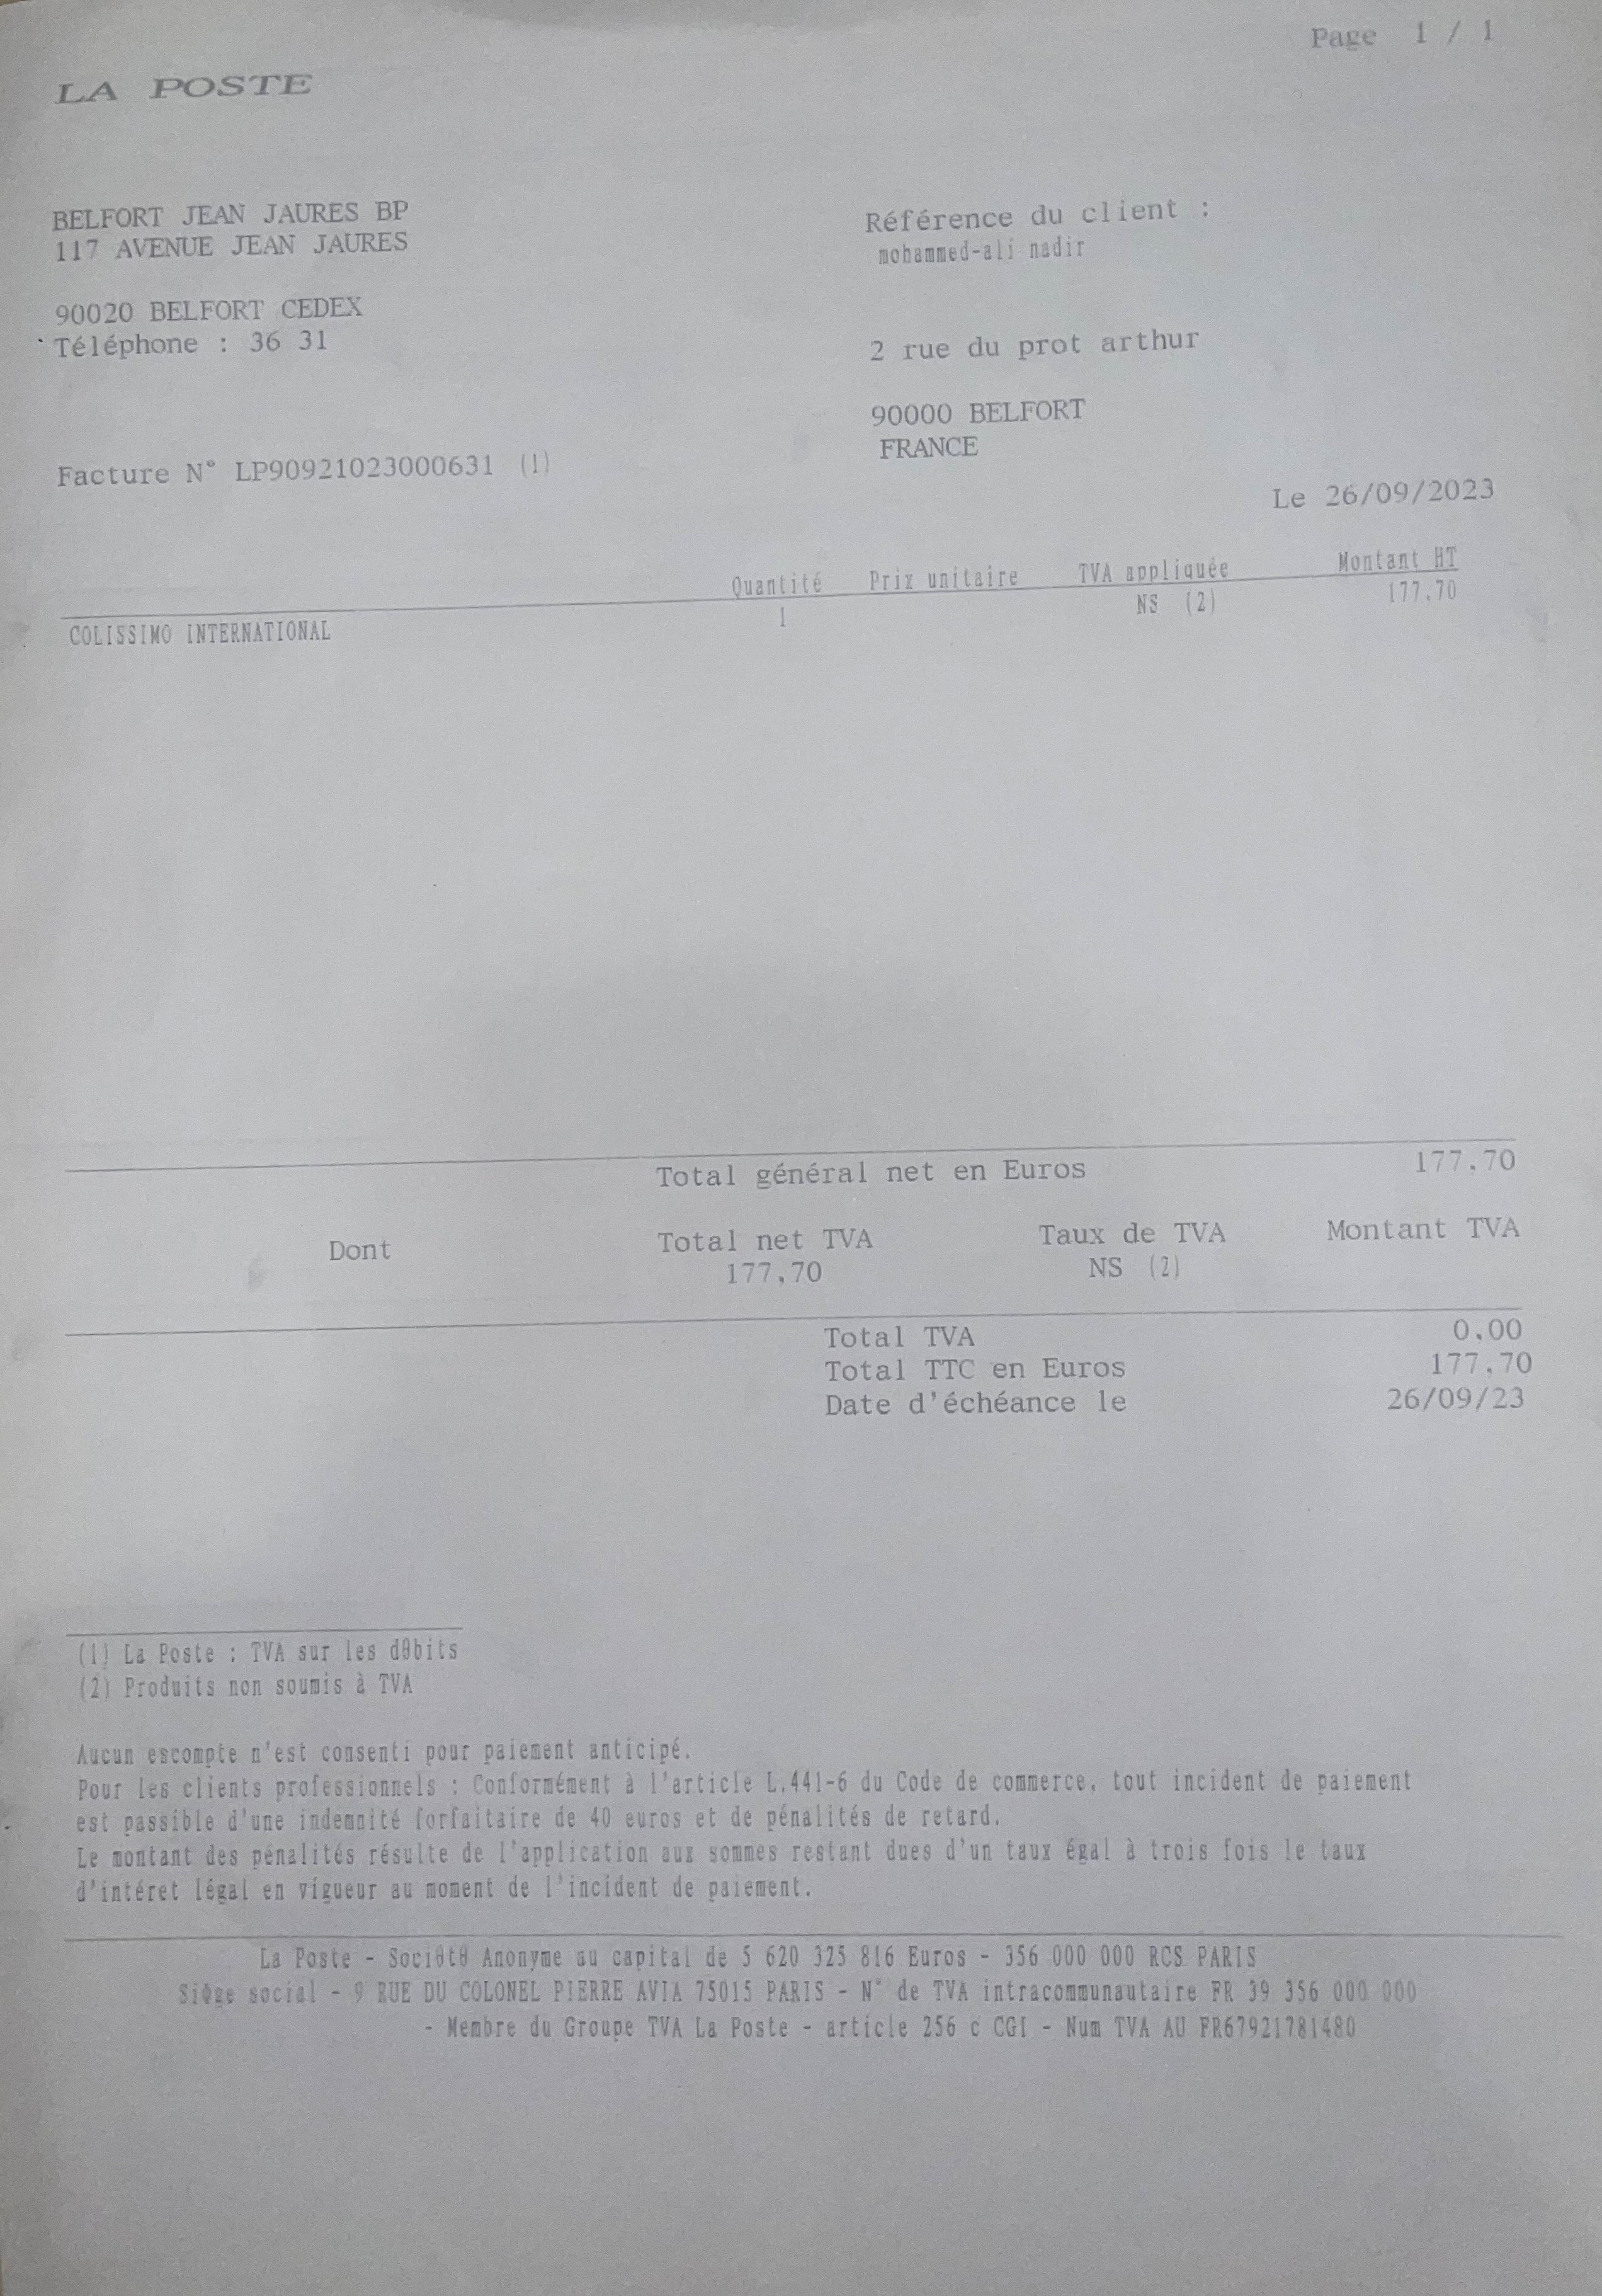 Page 1 / 1
LA POSTE
BELFORT JEAN JAURES BP
117 AVENUE JEAN JAURES
90020 BELFORT CEDEX
Téléphone : 36 31
Référence du client :
mohammed-ali nadir
2 rue du prot arthur
90000 BELFORT
FRANCE
Facture N° LP90921023000631 (1)
Le 26/09/2023
Quantité Prix unitaire TVA appliquée Montant HT
COLISSIMO INTERNATIONAL 1 NS (2) 177,70
Total général net en Euros 177,70
Dont Total net TVA Taux de TVA Montant TVA
177,70 NS (2)
Total TVA 0,00
Total TTC en Euros 177,70
Date d'échéance le 26/09/23
(1) La Poste : TVA sur les dθbits
(2) Produits non soumis à TVA
Aucun escompte n'est consenti pour paiement anticipé.
Pour les clients professionnels : Conformément à l'article L.441-6 du Code de commerce, tout incident de paiement
est passible d'une indemnité forfaitaire de 40 euros et de pénalités de retard.
Le montant des pénalités résulte de l'application aux sommes restant dues d'un taux égal à trois fois le taux
d'intéret légal en vigueur au moment de l'incident de paiement.
La Poste - Sociθtθ Anonyme au capital de 5 620 325 816 Euros - 356 000 000 RCS PARIS
SiΦge social - 9 RUE DU COLONEL PIERRE AVIA 75015 PARIS - N° de TVA intracommunautaire FR 39 356 000 000
- Membre du Groupe TVA La Poste - article 256 c CGI - Num TVA AU FR67921781480